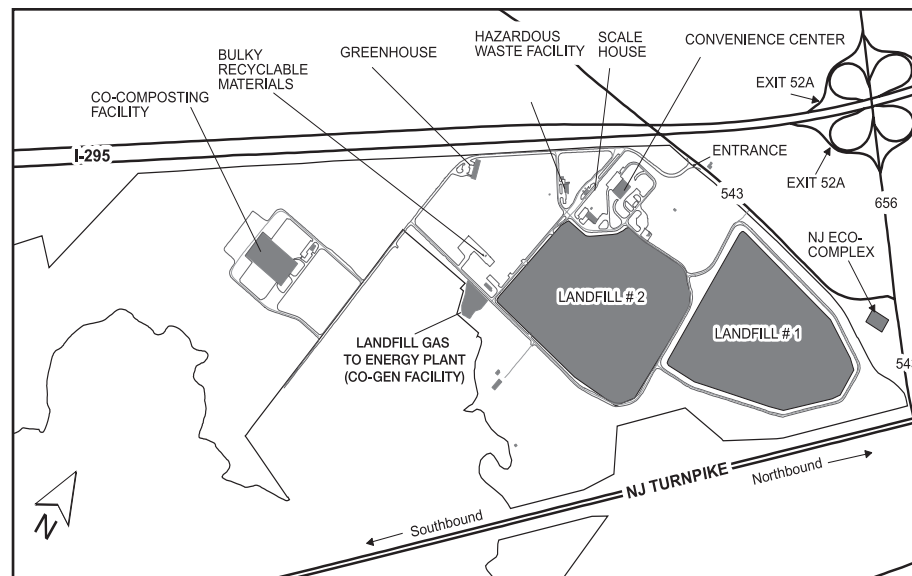 HAZARDOUS
WASTE FACILITY
SCALE
HOUSE
CONVENIENCE CENTER
GREENHOUSE
BULKY
RECYCLABLE
MATERIALS
CO-COMPOSTING
FACILITY
EXIT 52A
I-295
ENTRANCE
EXIT 52A
543
656
NJ ECO-
COMPLEX
LANDFILL # 2
LANDFILL # 1
LANDFILL GAS
TO ENERGY PLANT
(CO-GEN FACILITY)
543
NJ TURNPIKE
Northbound
Southbound
N